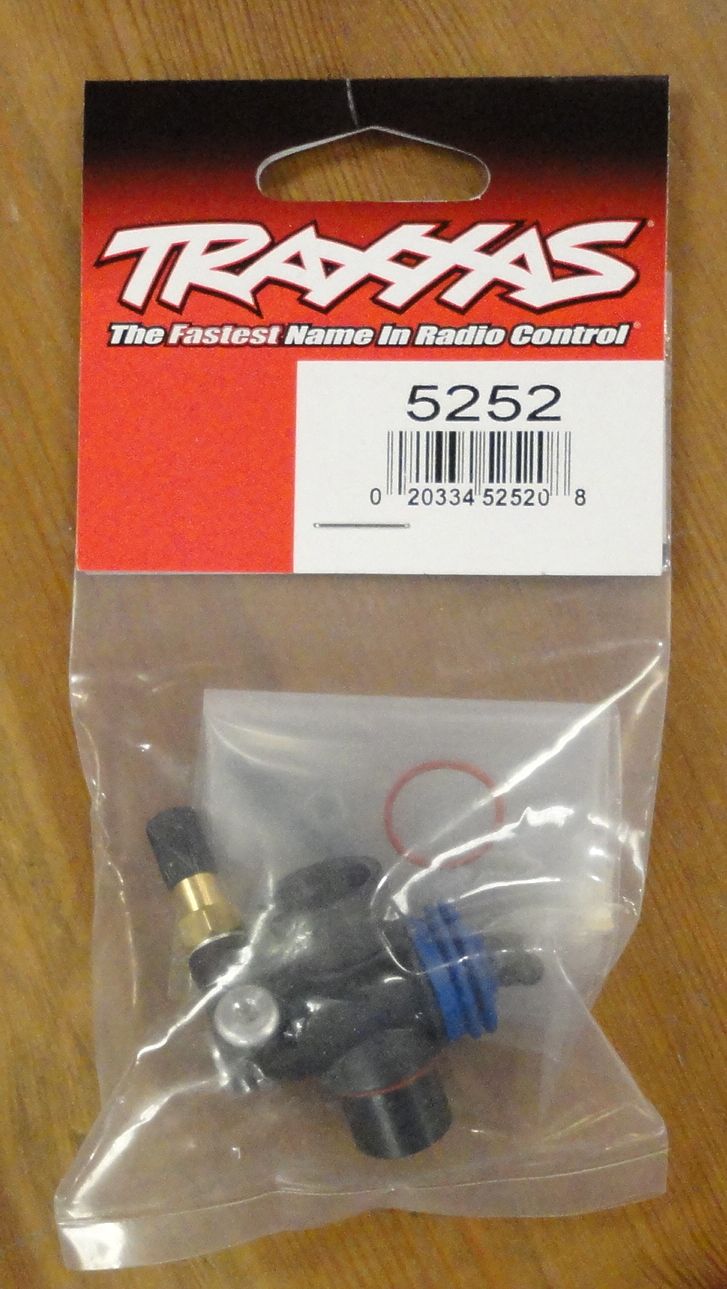 TRAXXAS
The Fastest Name In Radio Control
5252
0 20334 52520 8